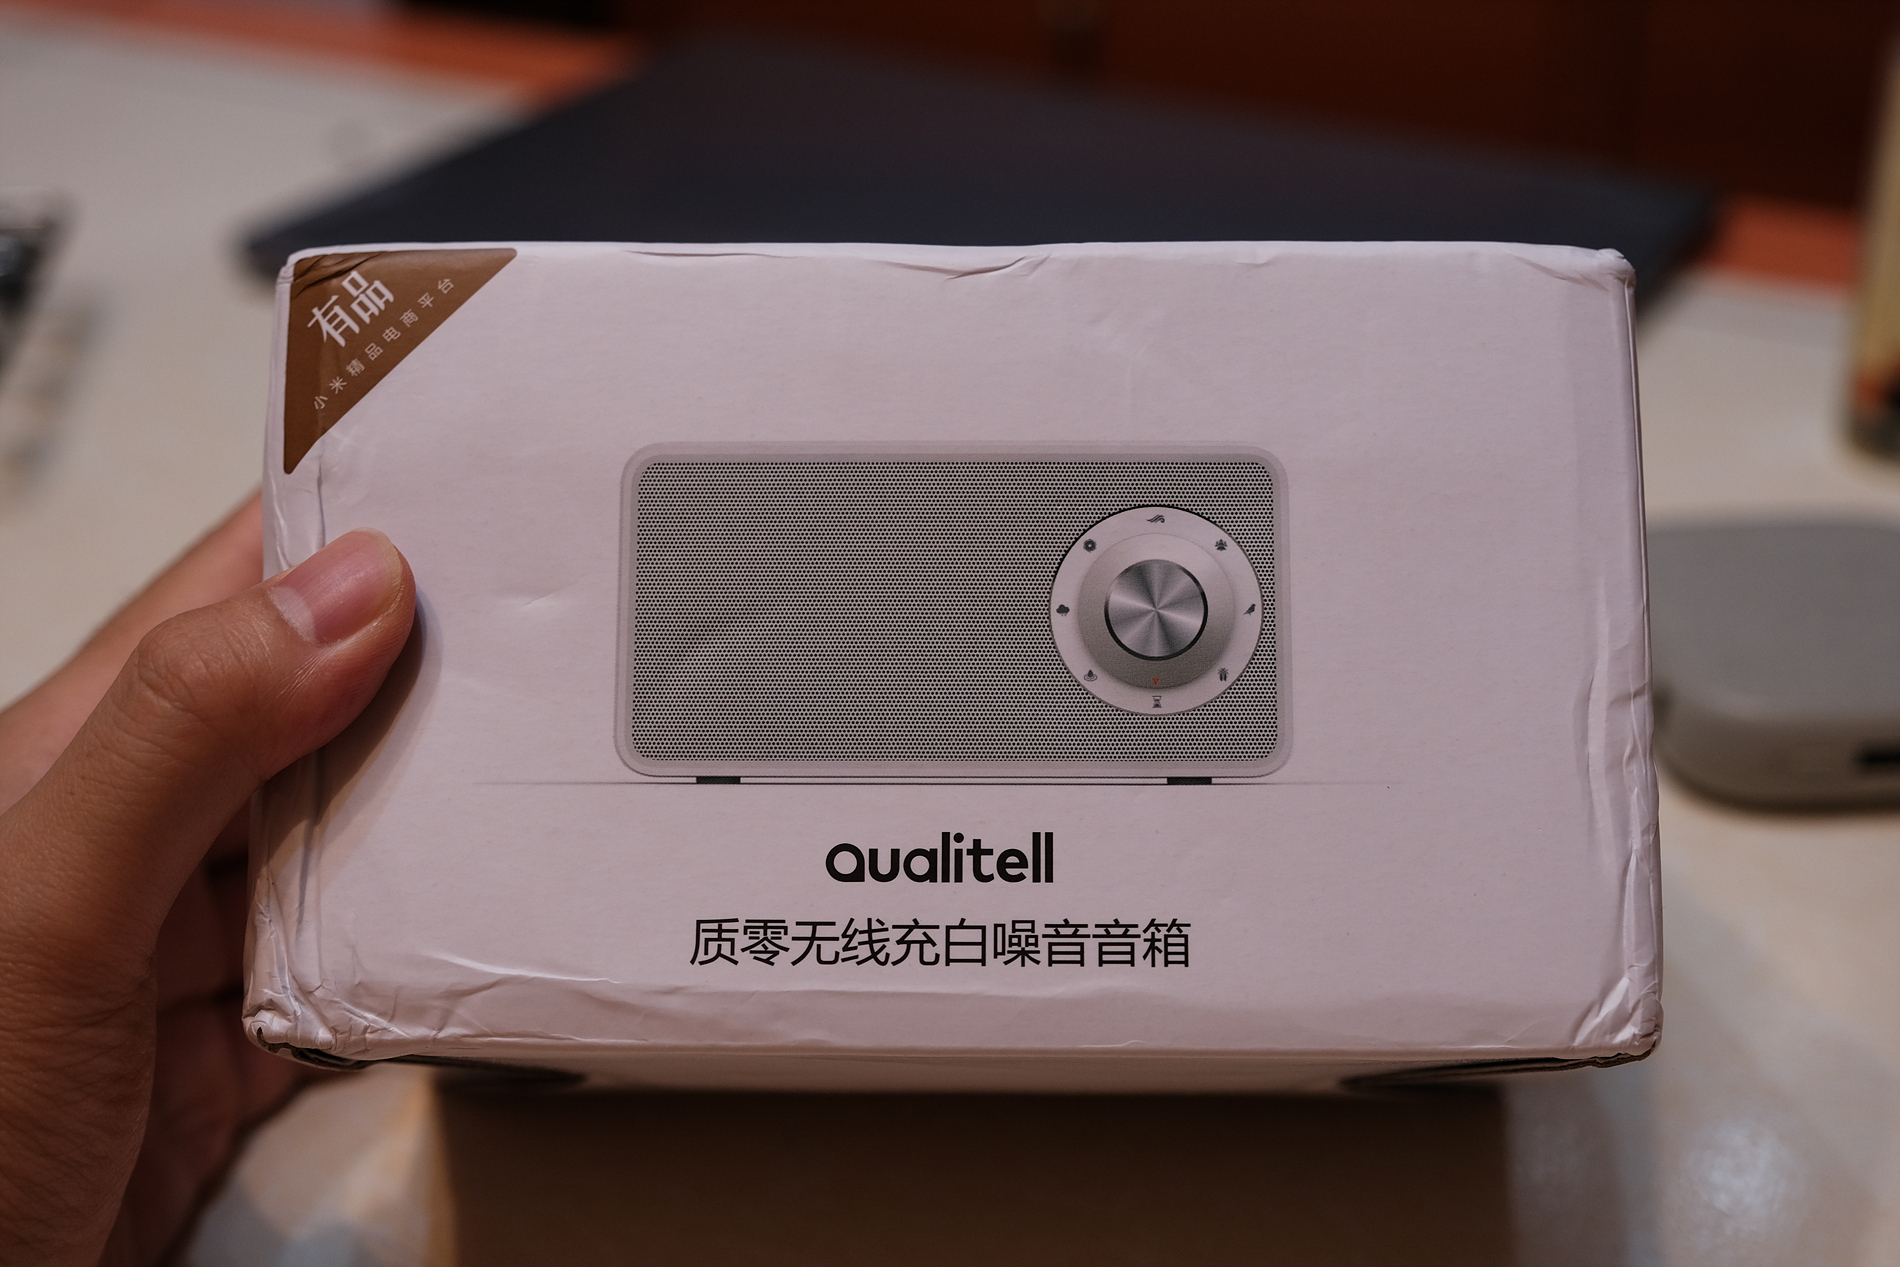 有品
小米精品电商平台
qualitell
质零无线充白噪音音箱